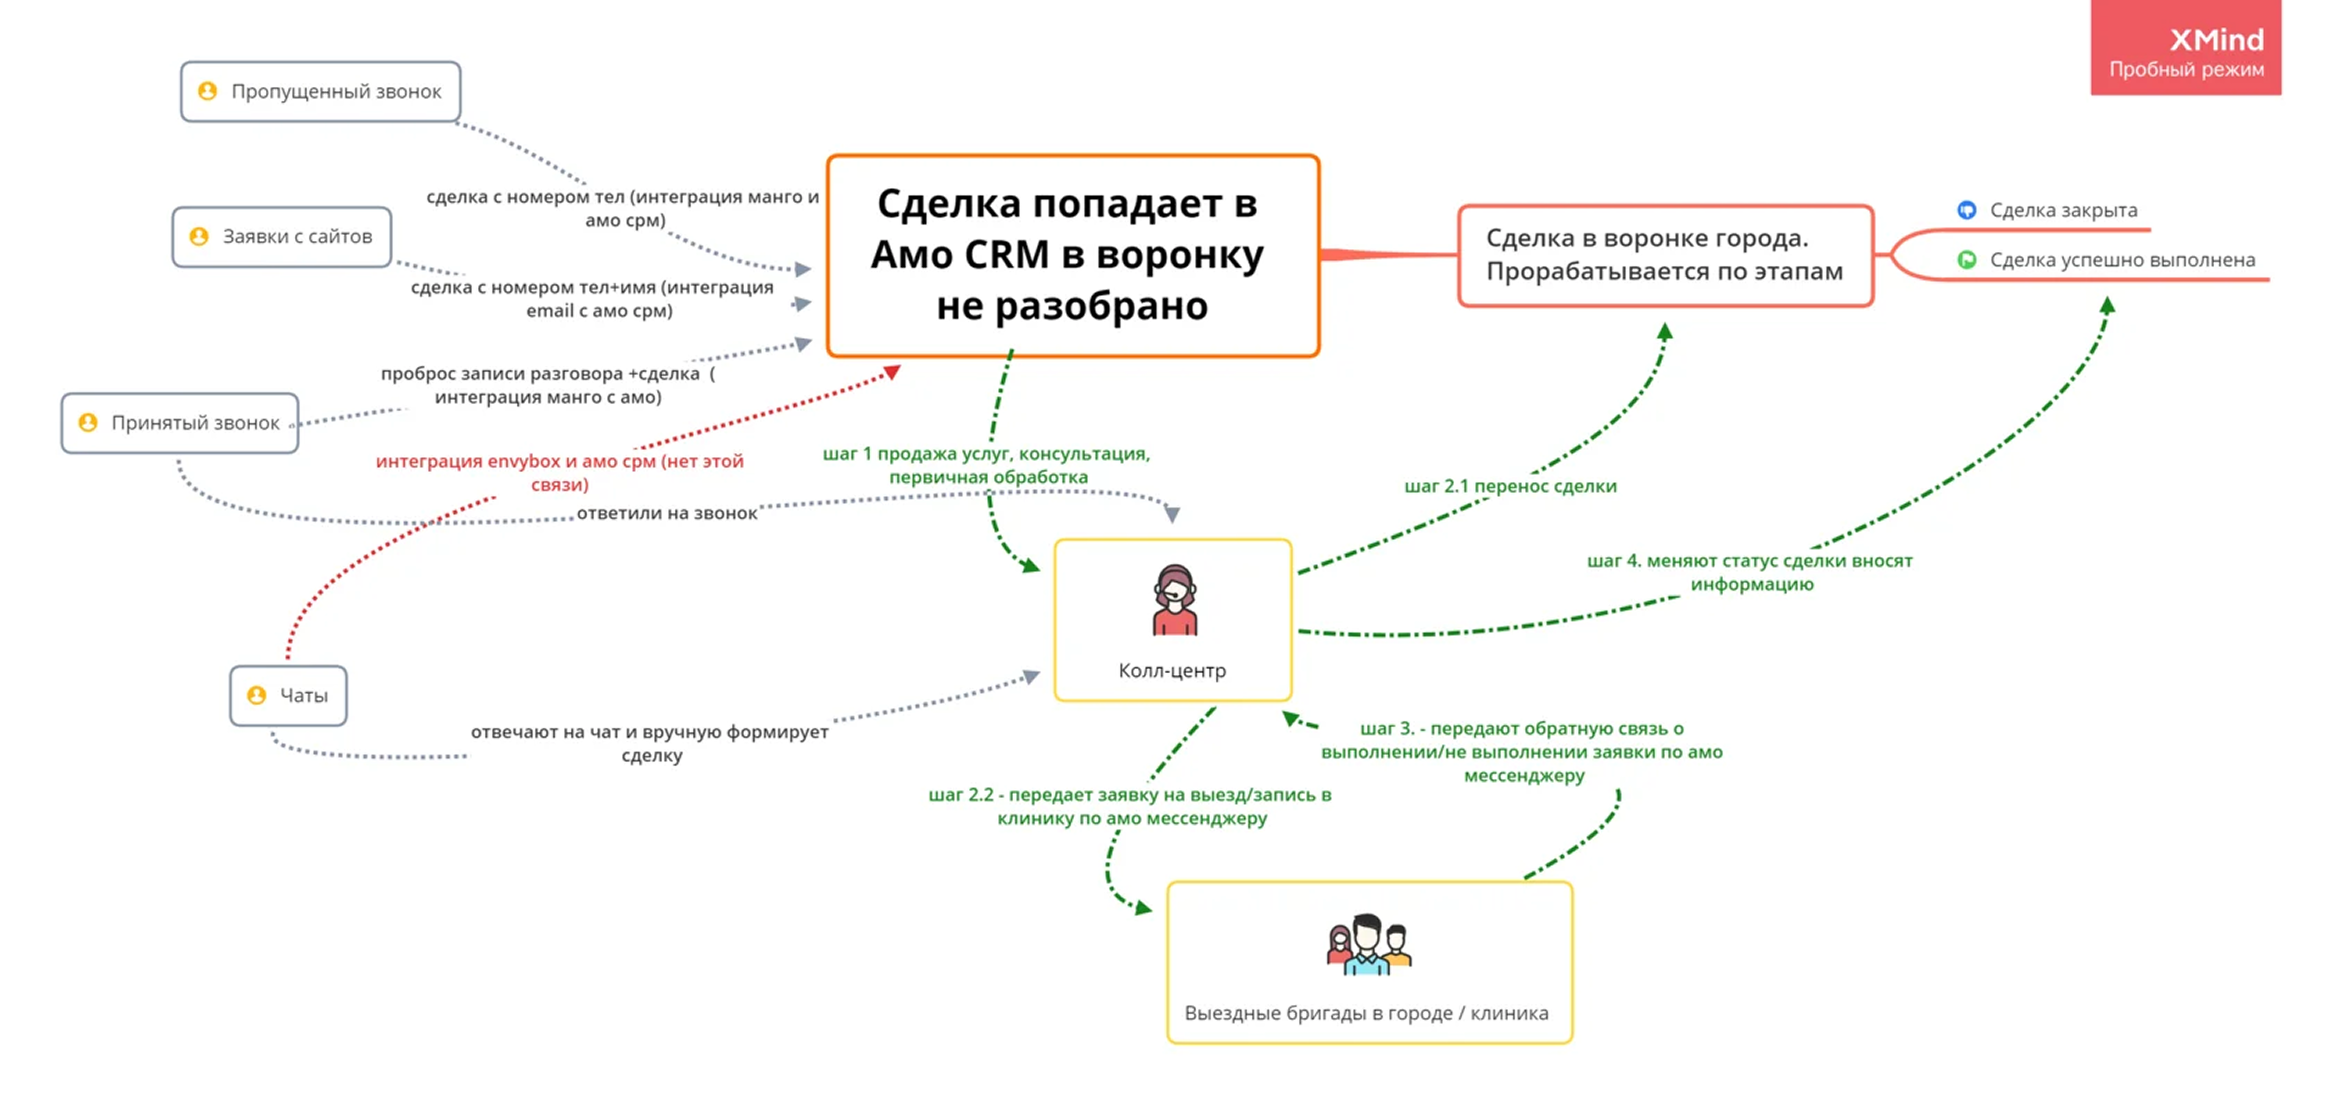 XMind
Пробный режим
Пропущенный звонок
сделка с номером тел (интеграция манго и
амо срм)
Заявки с сайтов
сделка с номером тел+имя (интеграция
email с амо срм)
проброс записи разговора +сделка (
интеграция манго с амо)
Принятый звонок
интеграция envybox и амо срм (нет этой
связи)
ответили на звонок
Чаты
отвечают на чат и вручную формирует
сделку
Сделка попадает в
Амо CRM в воронку
не разобрано
Сделка в воронке города.
Прорабатывается по этапам
Сделка закрыта
Сделка успешно выполнена
шаг 1 продажа услуг, консультация,
первичная обработка
шаг 2.1 перенос сделки
шаг 4. меняют статус сделки вносят
информацию
Колл-центр
шаг 3. - передают обратную связь о
выполнении/не выполнении заявки по амо
мессенджеру
шаг 2.2 - передает заявку на выезд/запись в
клинику по амо мессенджеру
Выездные бригады в городе / клиника